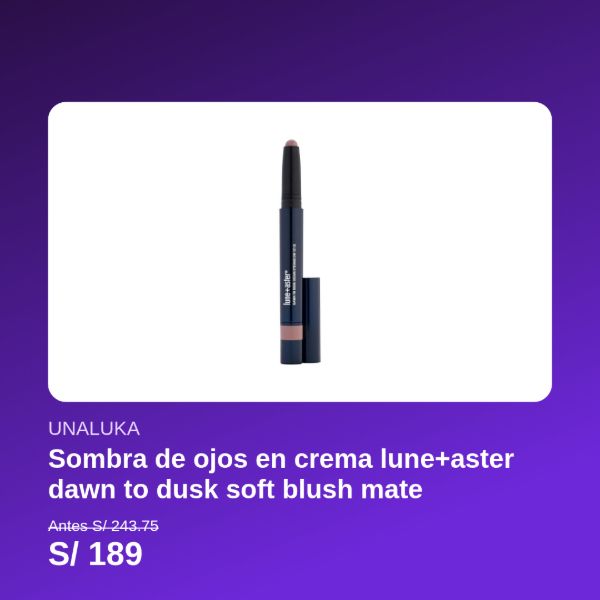 lune+aster®
UNALUKA
Sombra de ojos en crema lune+aster
dawn to dusk soft blush mate
Antes S/ 243.75
S/ 189